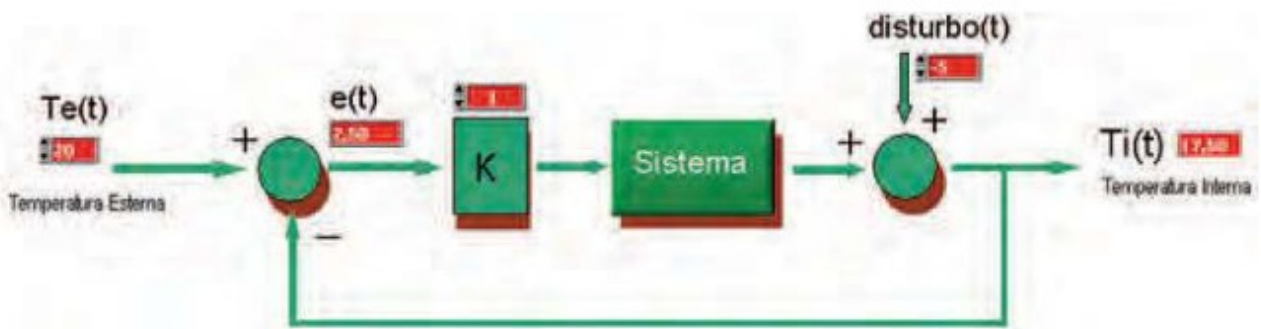 disturbo(t)
-5
Te(t)
20
Temperatura Esterna
+
e(t)
2,50
1
K
Sistema
+
+
Ti(t) 17,50
Temperatura Interna
−